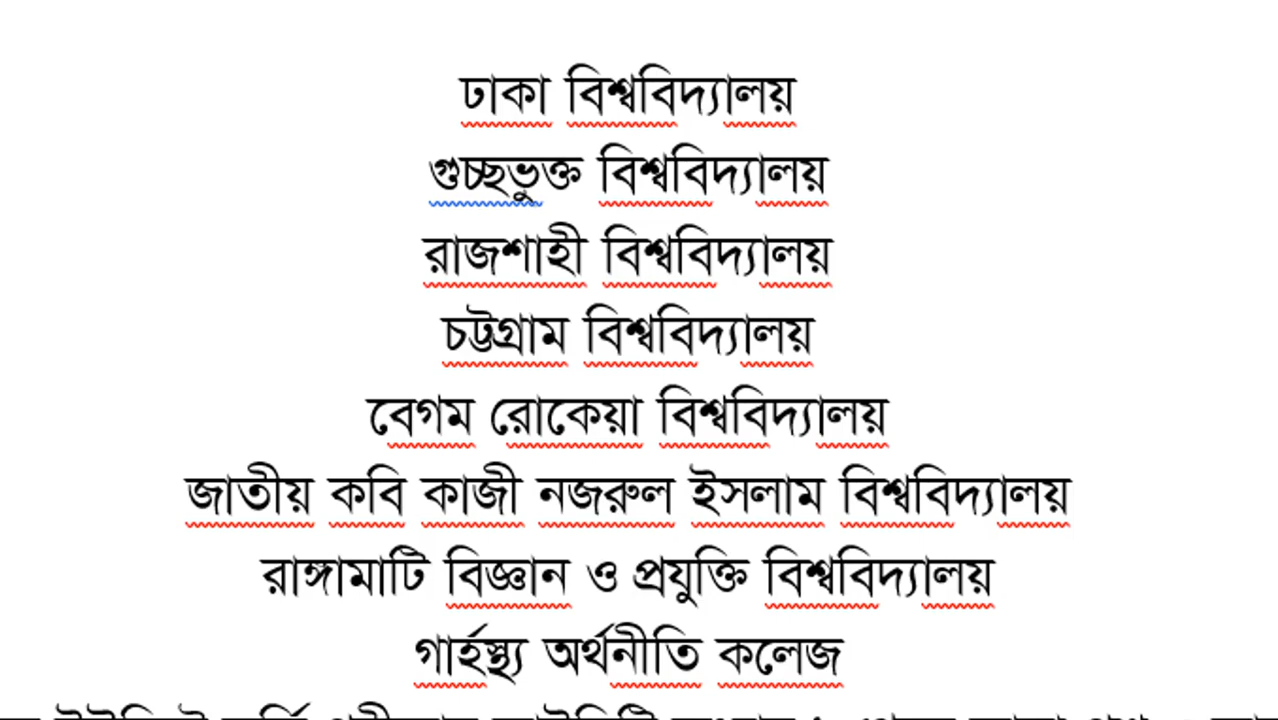 ঢাকা বিশ্ববিদ্যালয়
গুচ্ছভুক্ত বিশ্ববিদ্যালয়
রাজশাহী বিশ্ববিদ্যালয়
চট্টগ্রাম বিশ্ববিদ্যালয়
বেগম রোকেয়া বিশ্ববিদ্যালয়
জাতীয় কবি কাজী নজরুল ইসলাম বিশ্ববিদ্যালয়
রাঙ্গামাটি বিজ্ঞান ও প্রযুক্তি বিশ্ববিদ্যালয়
গার্হস্থ্য অর্থনীতি কলেজ